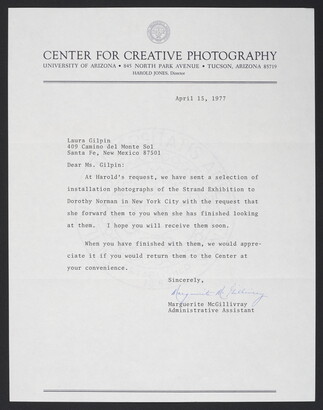 CENTER FOR CREATIVE PHOTOGRAPHY
UNIVERSITY OF ARIZONA • 845 NORTH PARK AVENUE • TUCSON, ARIZONA 85719
HAROLD JONES, Director
April 15, 1977
Laura Gilpin
409 Camino del Monte Sol
Santa Fe, New Mexico 87501
Dear Ms. Gilpin:
At Harold's request, we have sent a selection of
installation photographs of the Strand Exhibition to
Dorothy Norman in New York City with the request that
she forward them to you when she has finished looking
at them. I hope you will receive them soon.
When you have finished with them, we would appre-
ciate it if you would return them to the Center at
your convenience.
Sincerely,
Marguerite McGillivray
Marguerite McGillivray
Administrative Assistant